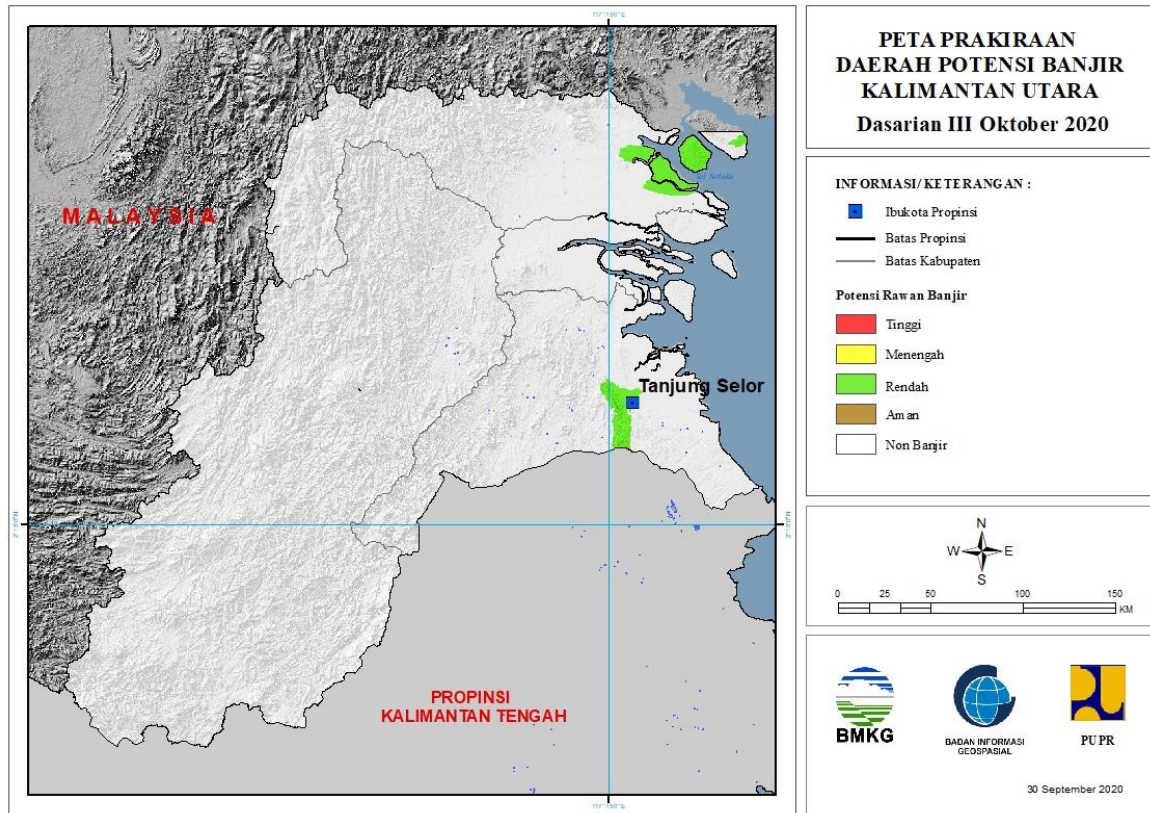 PETA PRAKIRAAN
DAERAH POTENSI BANJIR
KALIMANTAN UTARA
Dasarian III Oktober 2020
INFORMASI/ KETERANGAN :
Ibukota Propinsi
Batas Propinsi
Batas Kabupaten
Potensi Rawan Banjir
Tinggi
Menengah
Rendah
Aman
Non Banjir
N
W E
S
0 25 50 100 150
KM
BMKG
BADAN INFORMASI
GEOSPASIAL
PUPR
30 September 2020
MALAYSIA
Tanjung Selor
PROPINSI
KALIMANTAN TENGAH